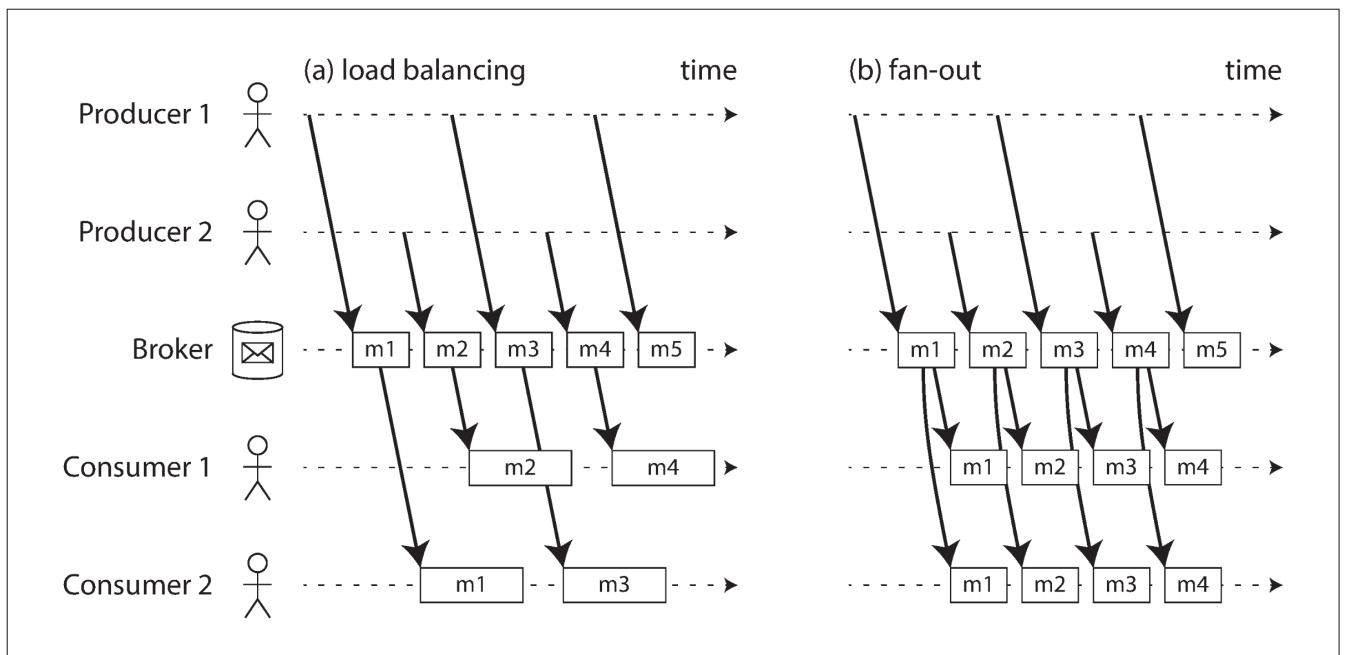 (a) load balancing time (b) fan-out time
Producer 1
Producer 2
Broker m1 m2 m3 m4 m5 m1 m2 m3 m4 m5
Consumer 1 m2 m4 m1 m2 m3 m4
Consumer 2 m1 m3 m1 m2 m3 m4